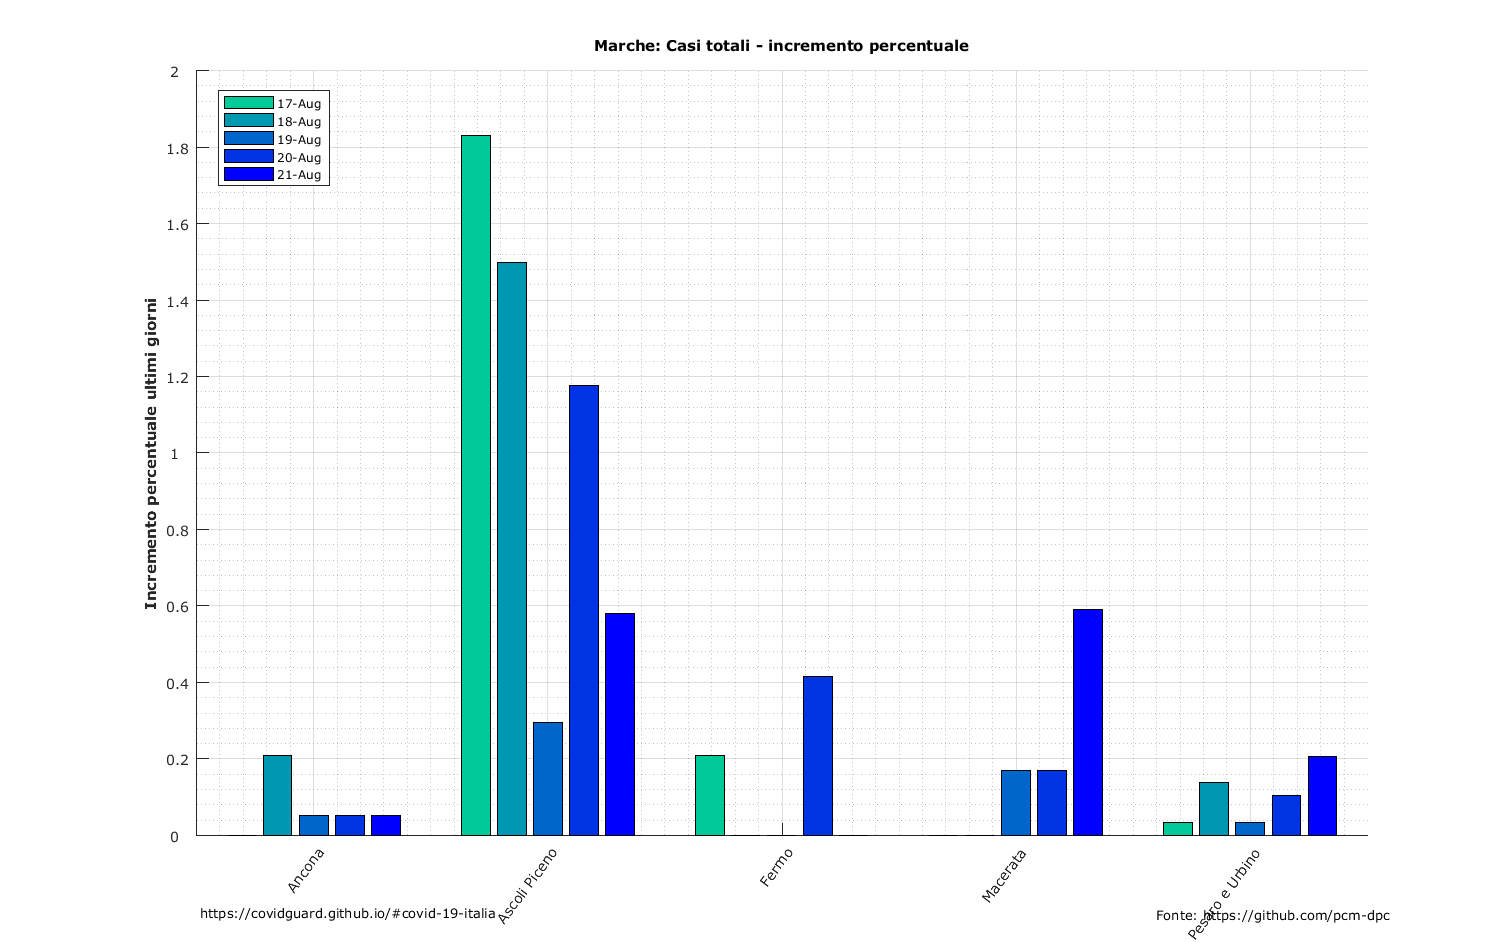 Marche: Casi totali - incremento percentuale
Incremento percentuale ultimi giorni
2
1.8
1.6
1.4
1.2
1
0.8
0.6
0.4
0.2
0
17-Aug
18-Aug
19-Aug
20-Aug
21-Aug
Ancona
Ascoli Piceno
Fermo
Macerata
Pesaro e Urbino
https://covidguard.github.io/#covid-19-italia
Fonte: https://github.com/pcm-dpc